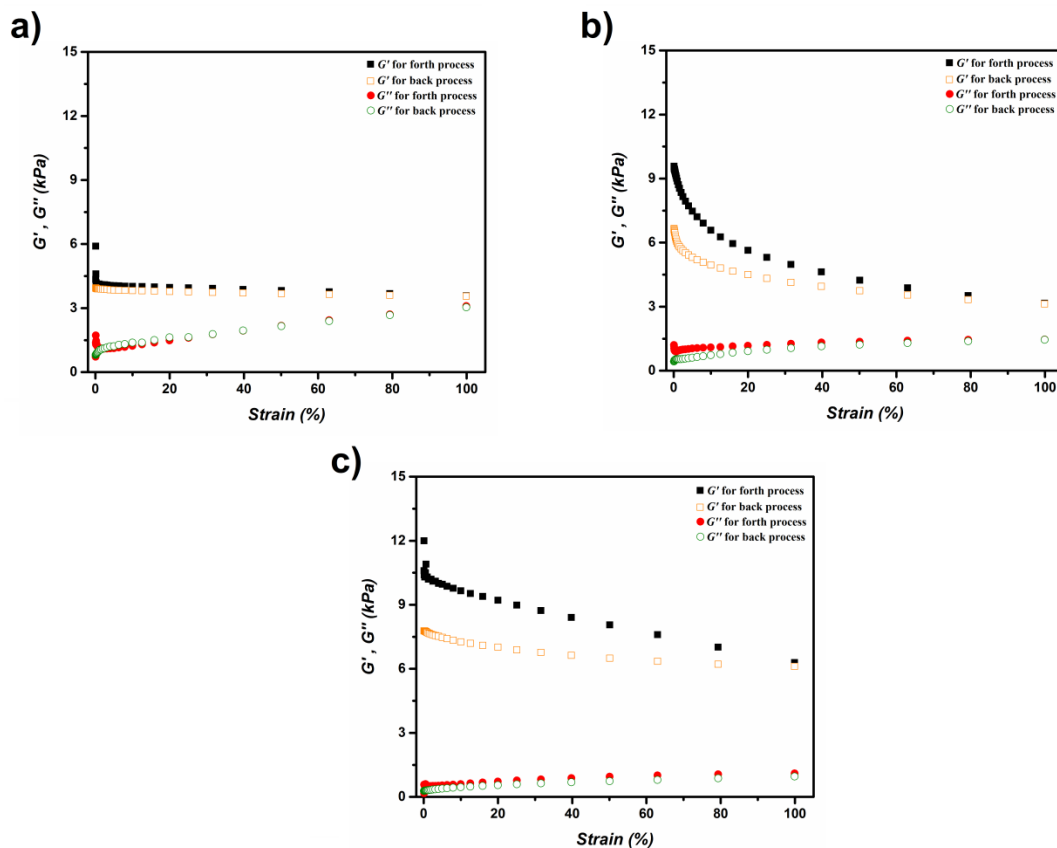 a)
15
12
9
6
3
0
G' , G'' (kPa)
G' for forth process
G' for back process
G'' for forth process
G'' for back process
0 20 40 60 80 100
Strain (%)
b)
15
12
9
6
3
0
G' , G'' (kPa)
G' for forth process
G' for back process
G'' for forth process
G'' for back process
0 20 40 60 80 100
Strain (%)
c)
15
12
9
6
3
0
G' , G'' (kPa)
G' for forth process
G' for back process
G'' for forth process
G'' for back process
0 20 40 60 80 100
Strain (%)